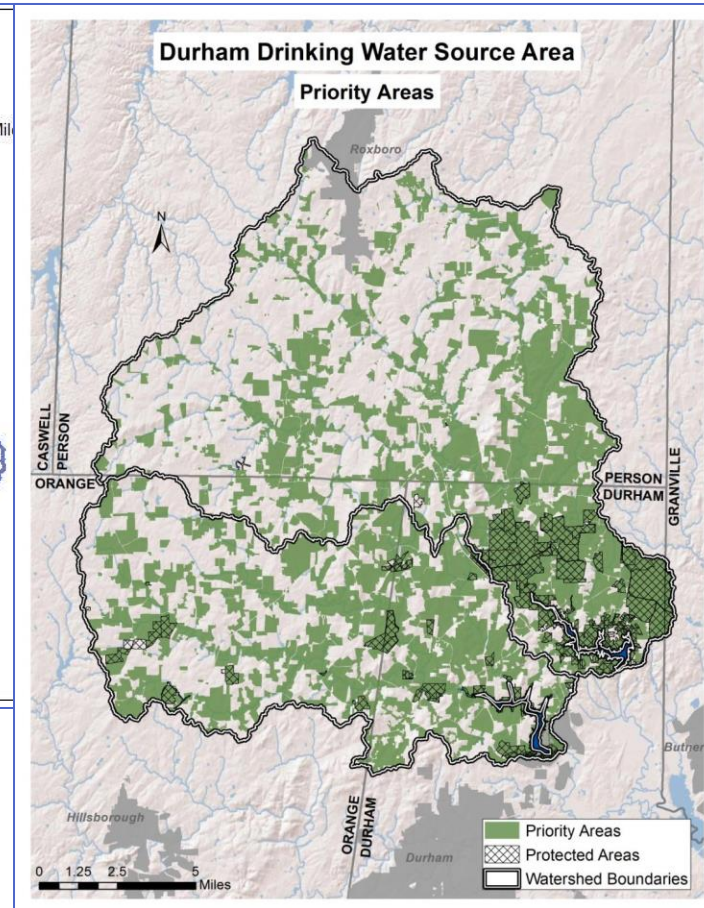 Durham Drinking Water Source Area
Priority Areas
Roxboro
N
CASWELL
PERSON
ORANGE
PERSON
DURHAM
GRANVILLE
Butner
Hillsborough
ORANGE
DURHAM
Durham
Priority Areas
Protected Areas
Watershed Boundaries
0 1.25 2.5 5
Miles